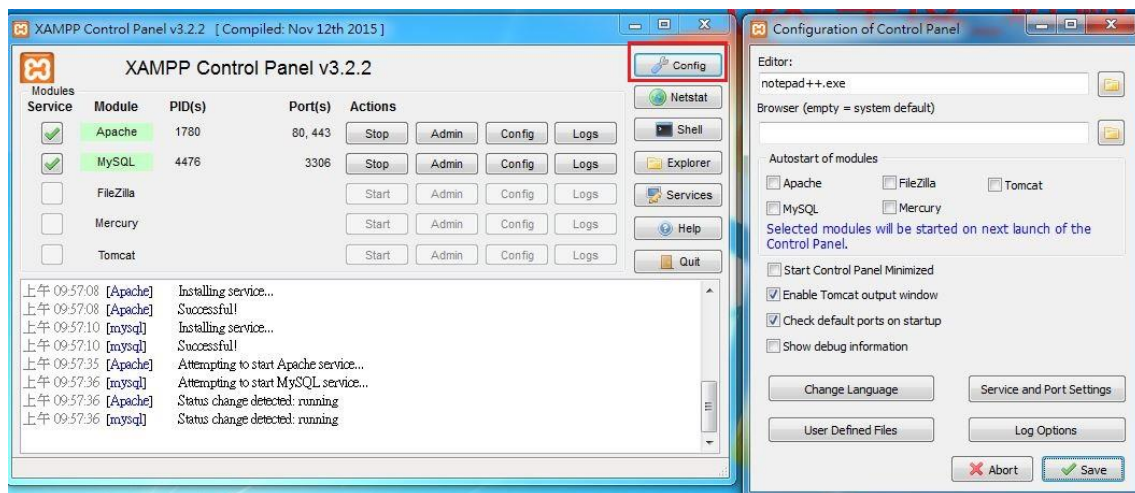 XAMPP Control Panel v3.2.2 [ Compiled: Nov 12th 2015 ]
XAMPP Control Panel v3.2.2
Config
Modules
Service Module PID(s) Port(s) Actions
Netstat
Apache 1780 80, 443 Stop Admin Config Logs
Shell
MySQL 4476 3306 Stop Admin Config Logs
Explorer
FileZilla Start Admin Config Logs
Services
Mercury Start Admin Config Logs
Help
Tomcat Start Admin Config Logs
Quit
上午 09:57:08 [Apache] Installing service...
上午 09:57:08 [Apache] Successful!
上午 09:57:10 [mysql] Installing service...
上午 09:57:10 [mysql] Successful!
上午 09:57:35 [Apache] Attempting to start Apache service...
上午 09:57:36 [mysql] Attempting to start MySQL service...
上午 09:57:36 [Apache] Status change detected: running
上午 09:57:36 [mysql] Status change detected: running
Configuration of Control Panel
Editor:
notepad++.exe
Browser (empty = system default)
Autostart of modules
Apache FileZilla Tomcat
MySQL Mercury
Selected modules will be started on next launch of the
Control Panel.
Start Control Panel Minimized
Enable Tomcat output window
Check default ports on startup
Show debug information
Change Language Service and Port Settings
User Defined Files Log Options
Abort Save